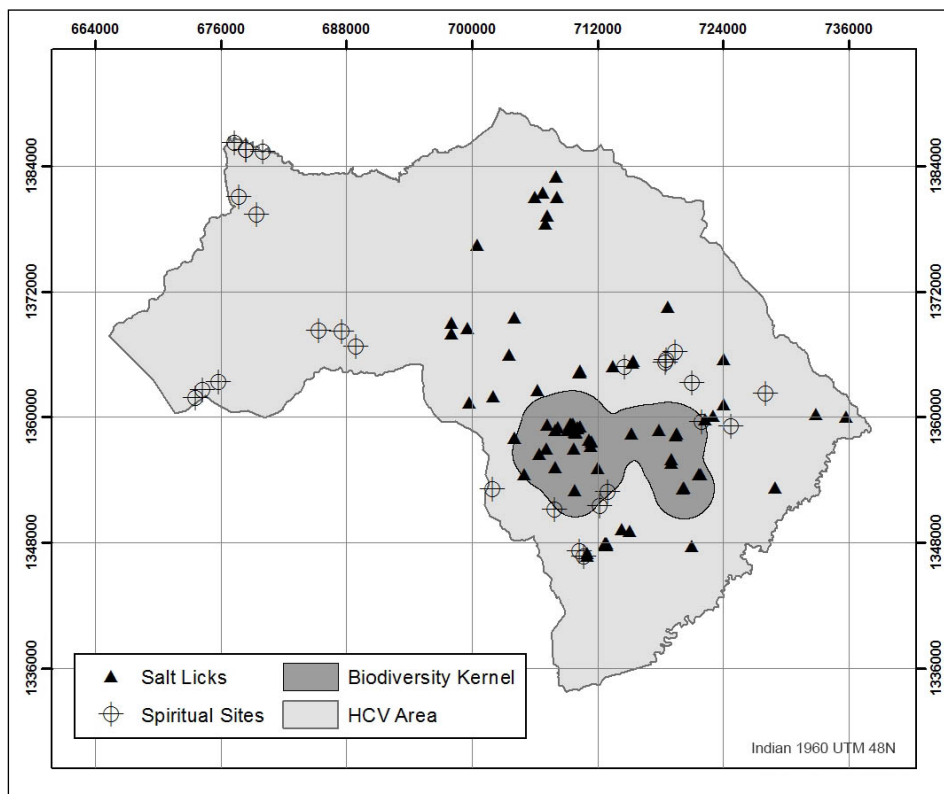 664000 676000 688000 700000 712000 724000 736000
1384000 1384000
1372000 1372000
1360000 1360000
1348000 1348000
1336000 1336000
Salt Licks Biodiversity Kernel
Spiritual Sites HCV Area
Indian 1960 UTM 48N